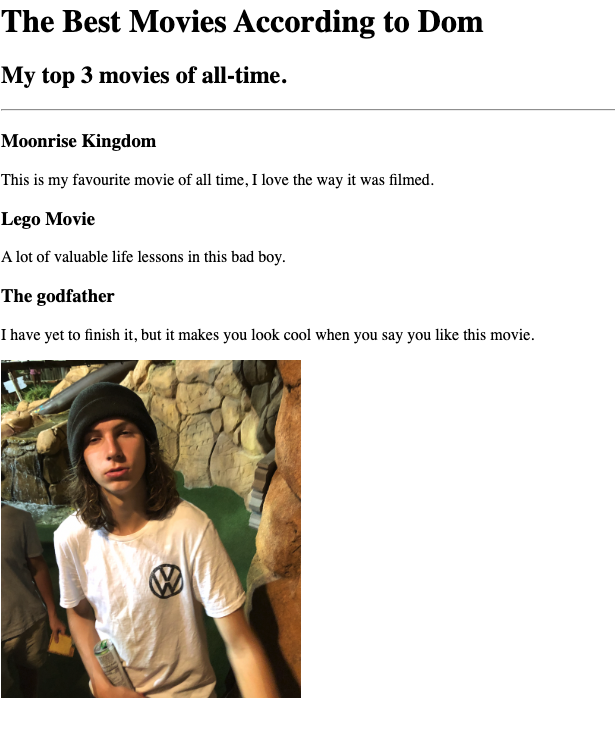 The Best Movies According to Dom
My top 3 movies of all-time.
Moonrise Kingdom
This is my favourite movie of all time, I love the way it was filmed.
Lego Movie
A lot of valuable life lessons in this bad boy.
The godfather
I have yet to finish it, but it makes you look cool when you say you like this movie.